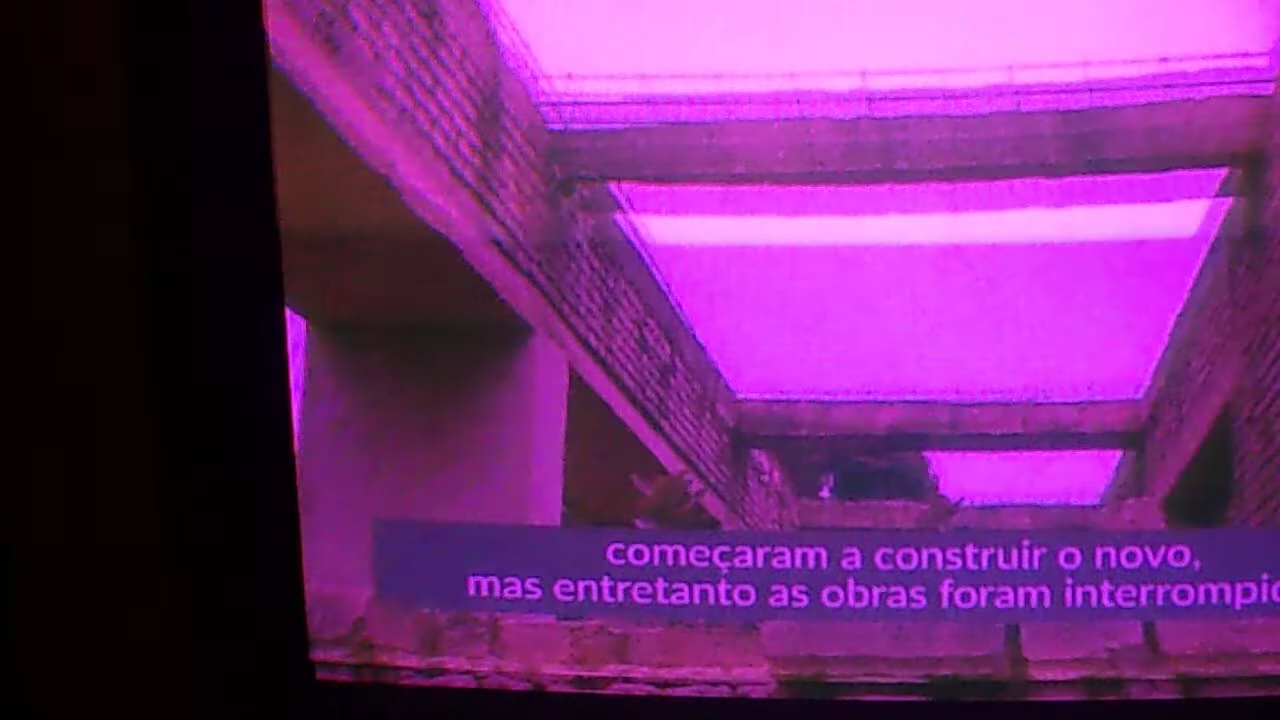 começaram a construir o novo,
mas entretanto as obras foram